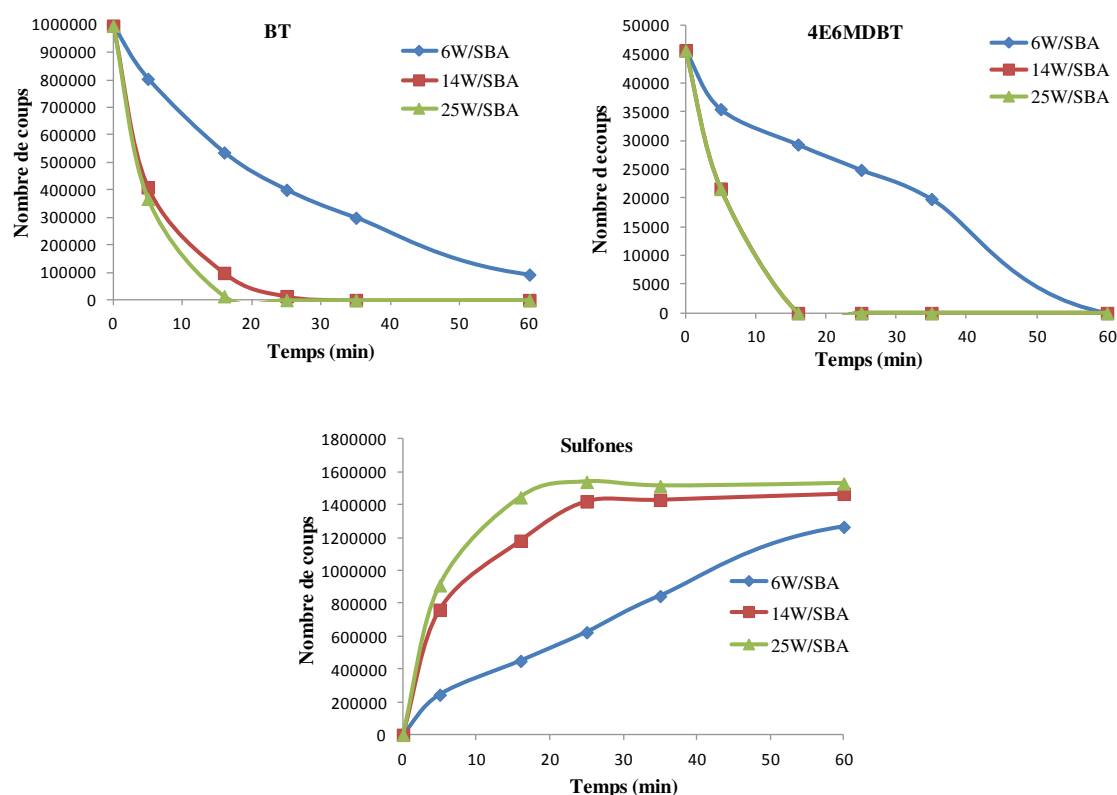 BT
Nombre de coups
1000000
900000
800000
700000
600000
500000
400000
300000
200000
100000
0
0 10 20 30 40 50 60
Temps (min)
6W/SBA
14W/SBA
25W/SBA
4E6MDBT
Nombre d ecoups
50000
45000
40000
35000
30000
25000
20000
15000
10000
5000
0
0 10 20 30 40 50 60
Temps (min)
6W/SBA
14W/SBA
25W/SBA
Sulfones
Nombre de coups
1800000
1600000
1400000
1200000
1000000
800000
600000
400000
200000
0
0 10 20 30 40 50 60
Temps (min)
6W/SBA
14W/SBA
25W/SBA